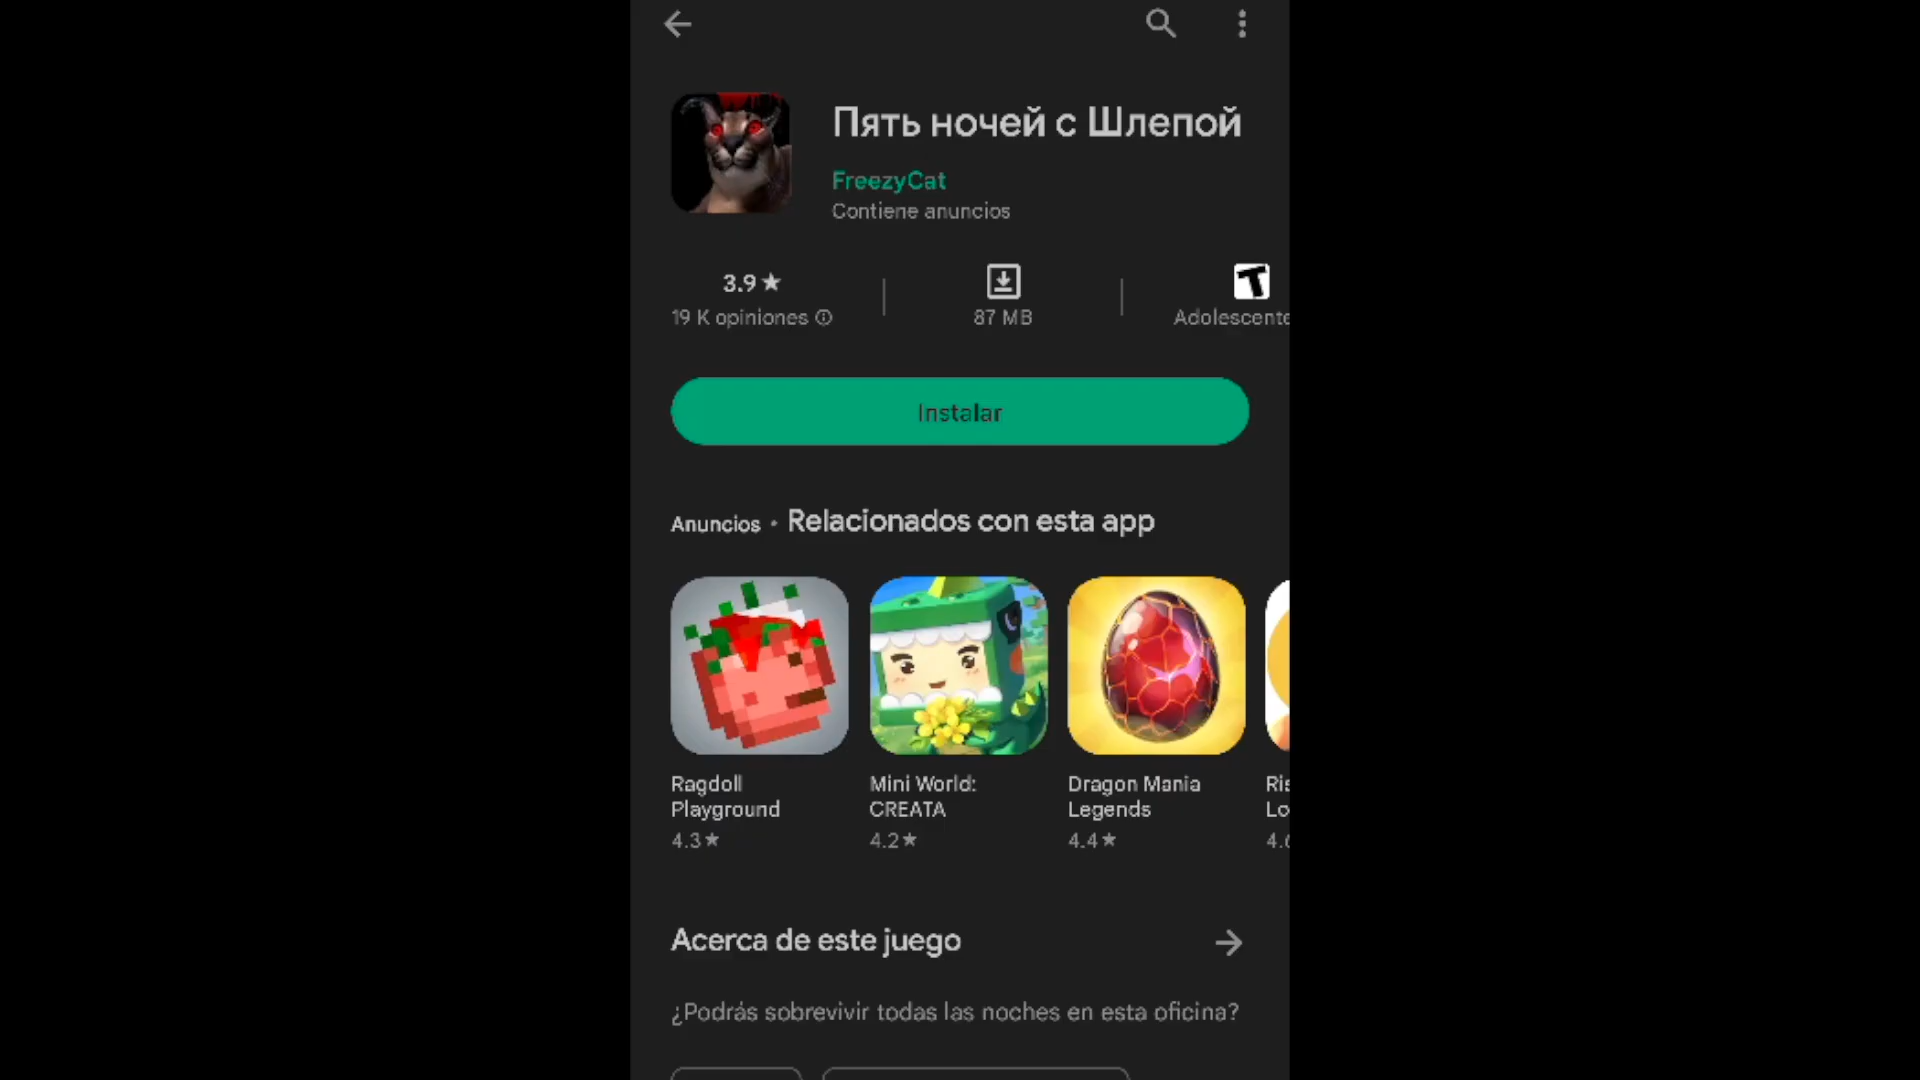 Пять ночей с Шлепой
FreezyCat
Contiene anuncios
3.9★
19 K opiniones
87 MB
T
Adolescente
Instalar
Anuncios · Relacionados con esta app
Ragdoll
Playground
4.3★
Mini World:
CREATA
4.2★
Dragon Mania
Legends
4.4★
Acerca de este juego
¿Podrás sobrevivir todas las noches en esta oficina?